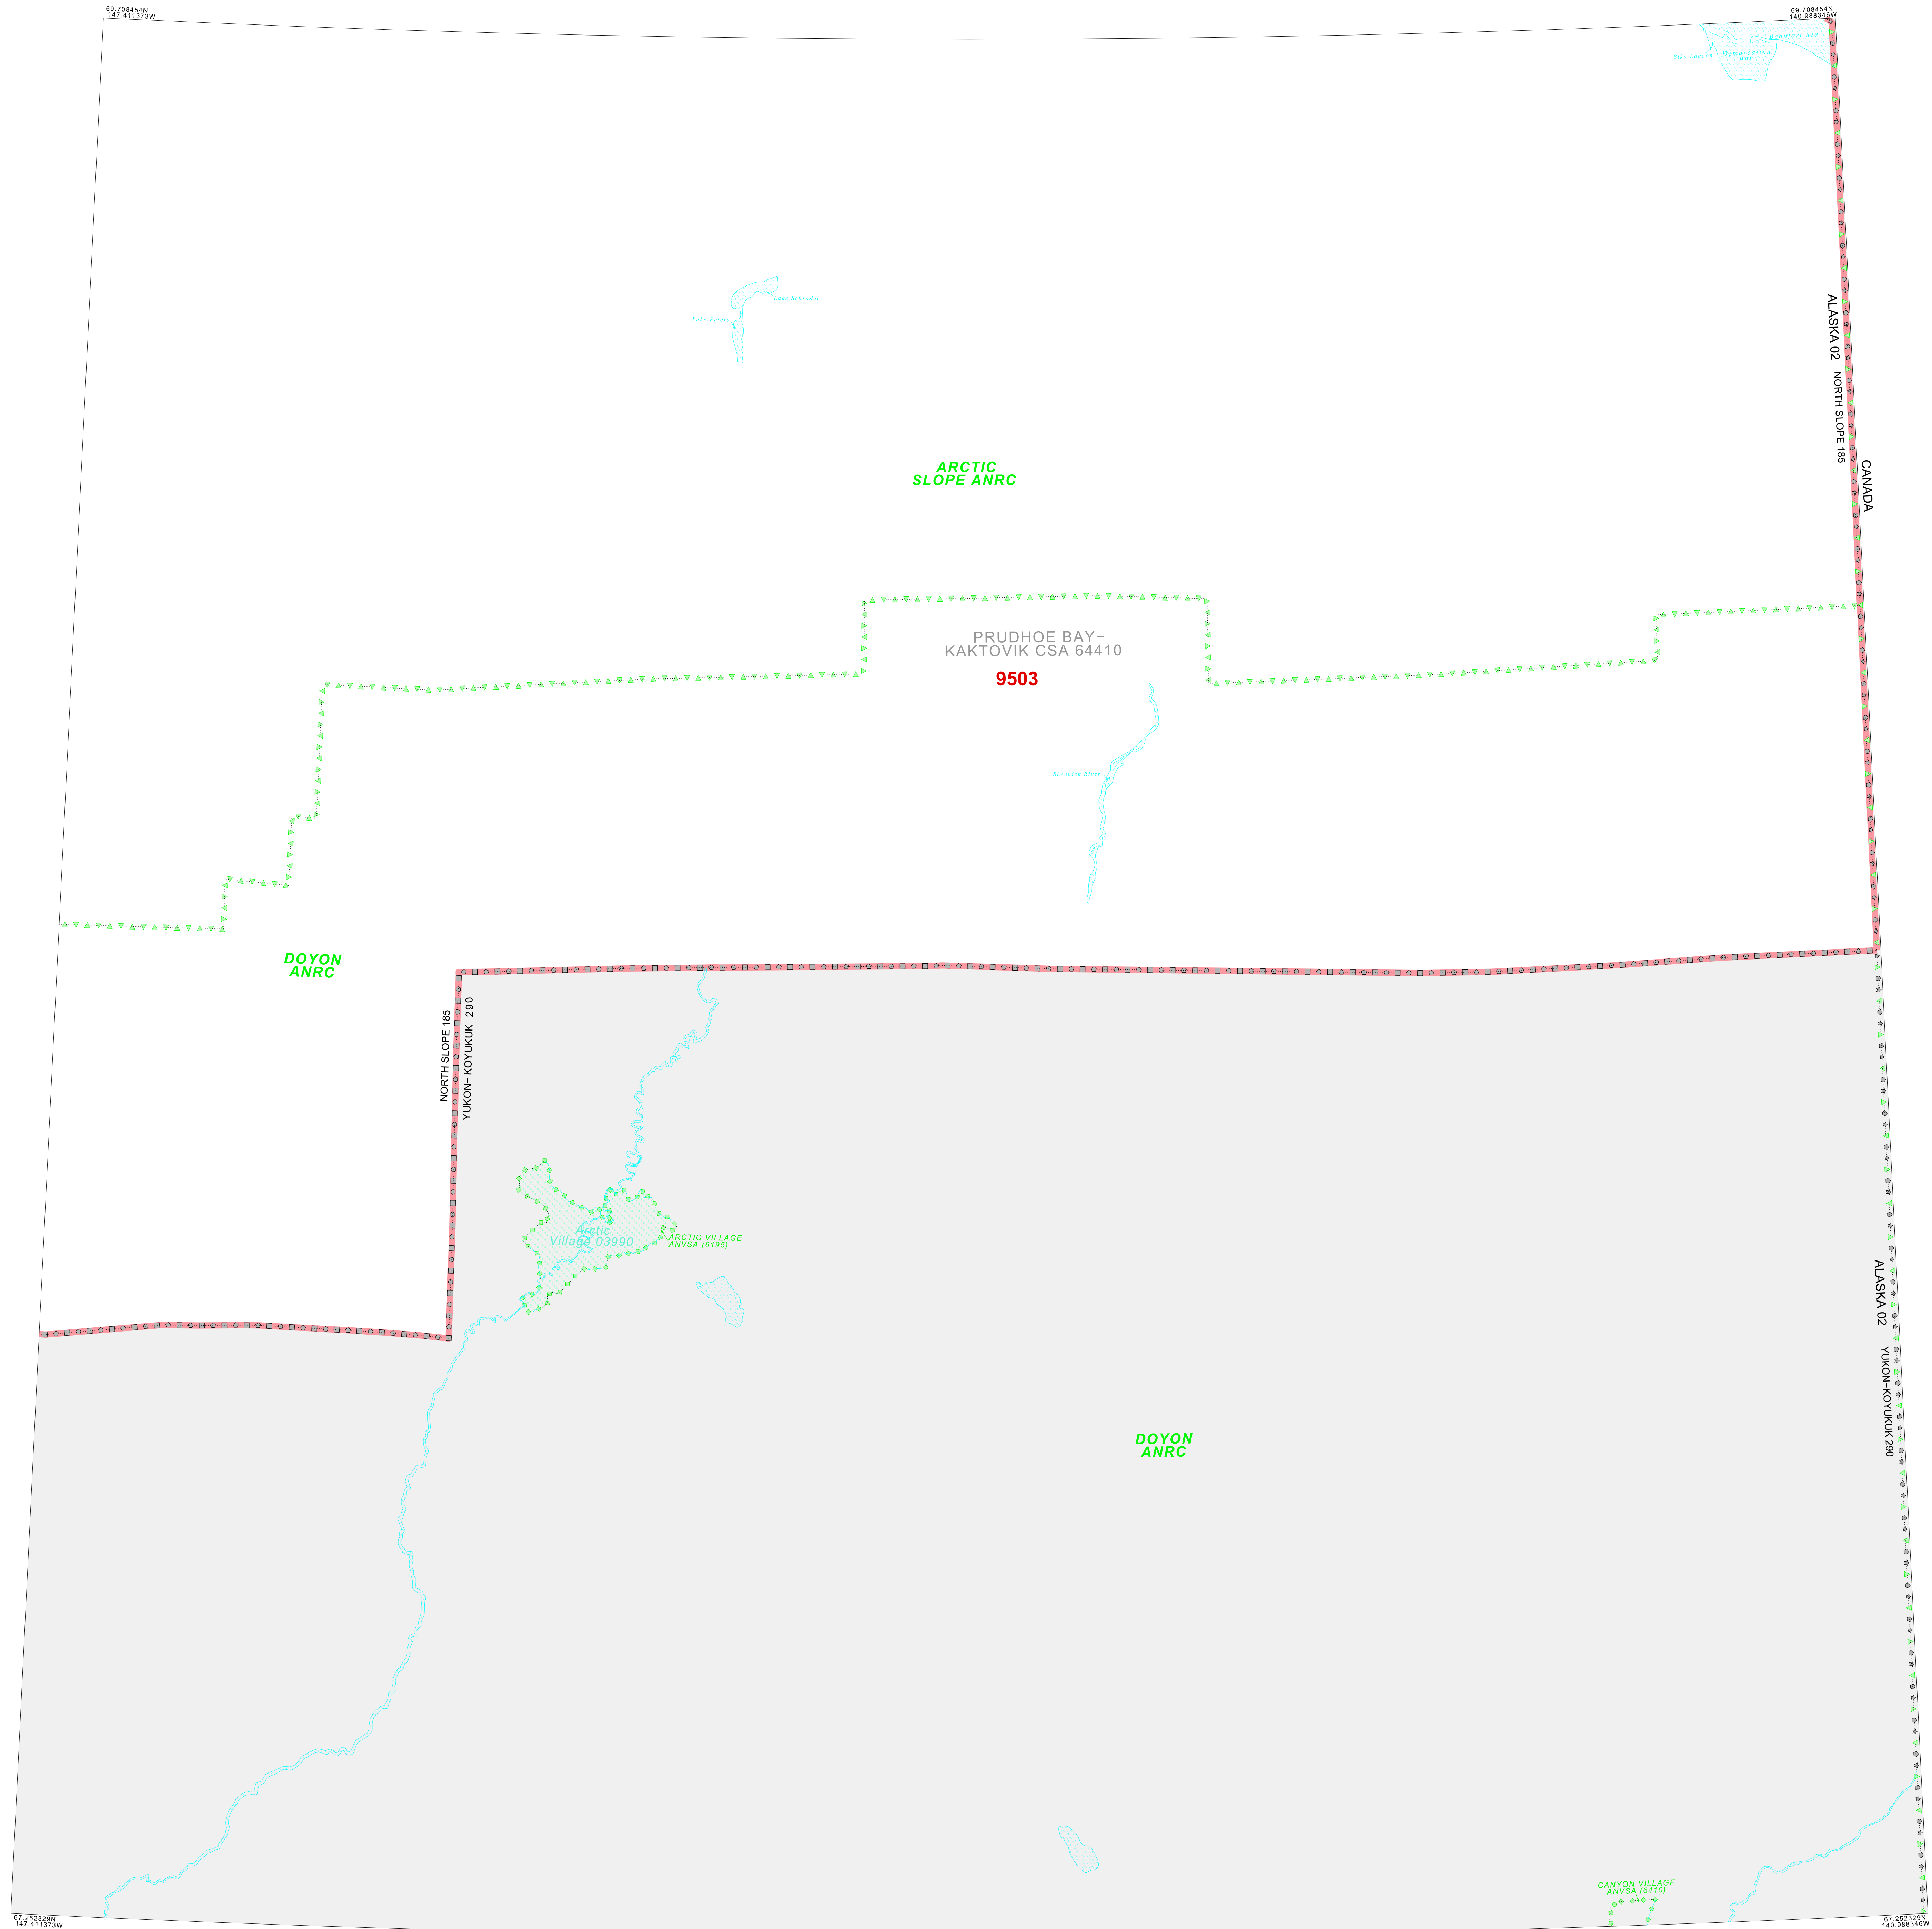 69.708454N
147.411373W
69.708454N
140.988346W
Beaufort Sea
Demarcation
Bay
Siku Lagoon
Lake Schrader
Lake Peters
ALASKA 02
NORTH SLOPE 185
CANADA
ARCTIC
SLOPE ANRC
PRUDHOE BAY-
KAKTOVIK CSA 64410
9503
Sheenjek River
DOYON
ANRC
NORTH SLOPE 185
YUKON- KOYUKUK 290
Arctic
Village 03990
ARCTIC VILLAGE
ANVSA (6195)
ALASKA 02
YUKON-KOYUKUK 290
DOYON
ANRC
CANYON VILLAGE
ANVSA (6410)
67.252329N
147.411373W
67.252329N
140.988346W